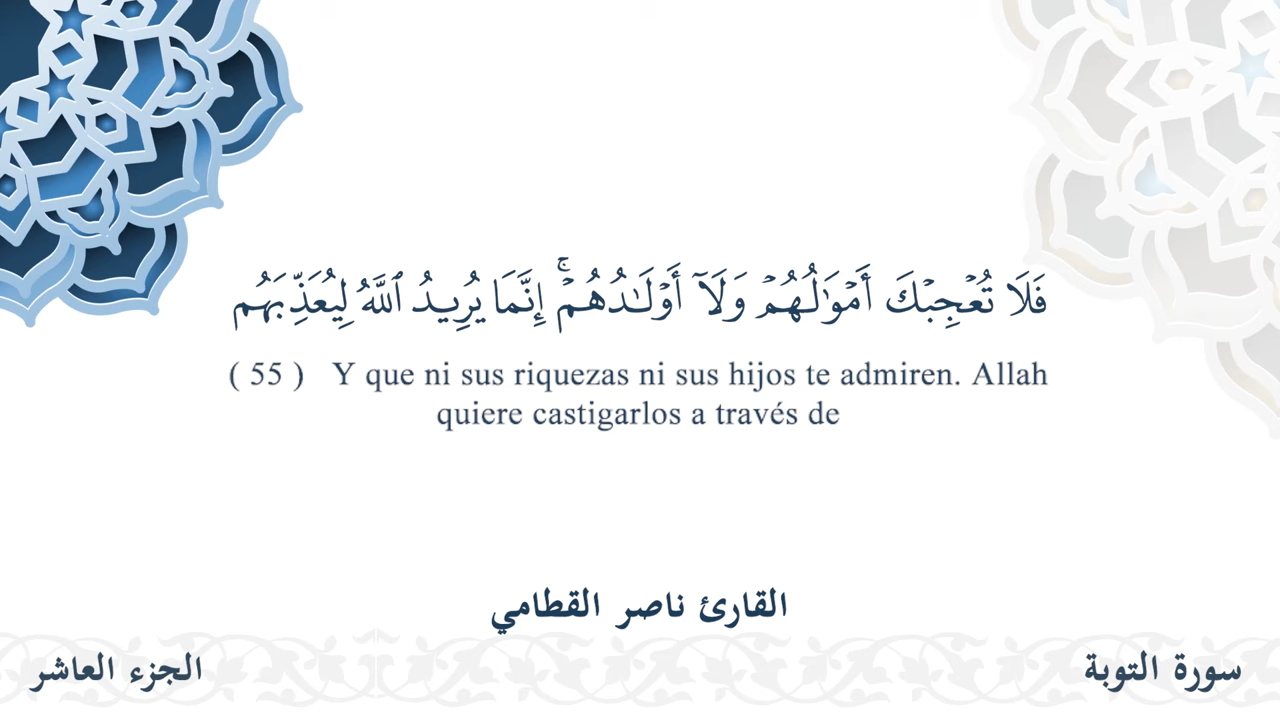 فَلَا تُعۡجِبۡكَ أَمۡوَٰلُهُمۡ وَلَآ أَوۡلَٰدُهُمۡۚ إِنَّمَا يُرِيدُ ٱللَّهُ لِيُعَذِّبَهُم
( 55 ) Y que ni sus riquezas ni sus hijos te admiren. Allah
quiere castigarlos a través de
القارئ ناصر القطامي
سورة التوبة
الجزء العاشر